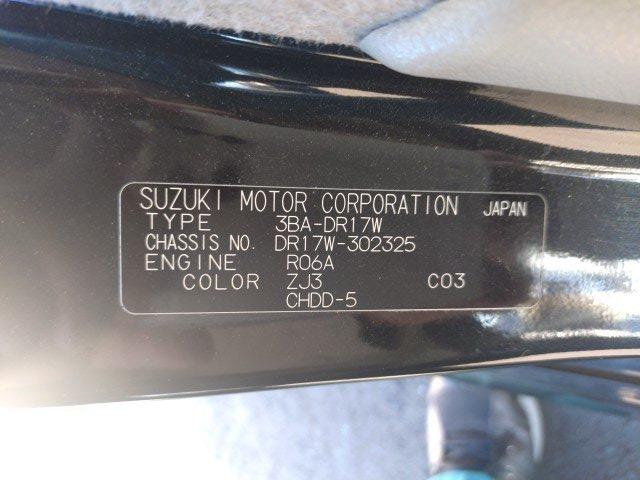 SUZUKI MOTOR CORPORATION JAPAN
TYPE 3BA-DR17W
CHASSIS NO. DR17W-302325
ENGINE R06A
COLOR ZJ3 C03
CHDD-5